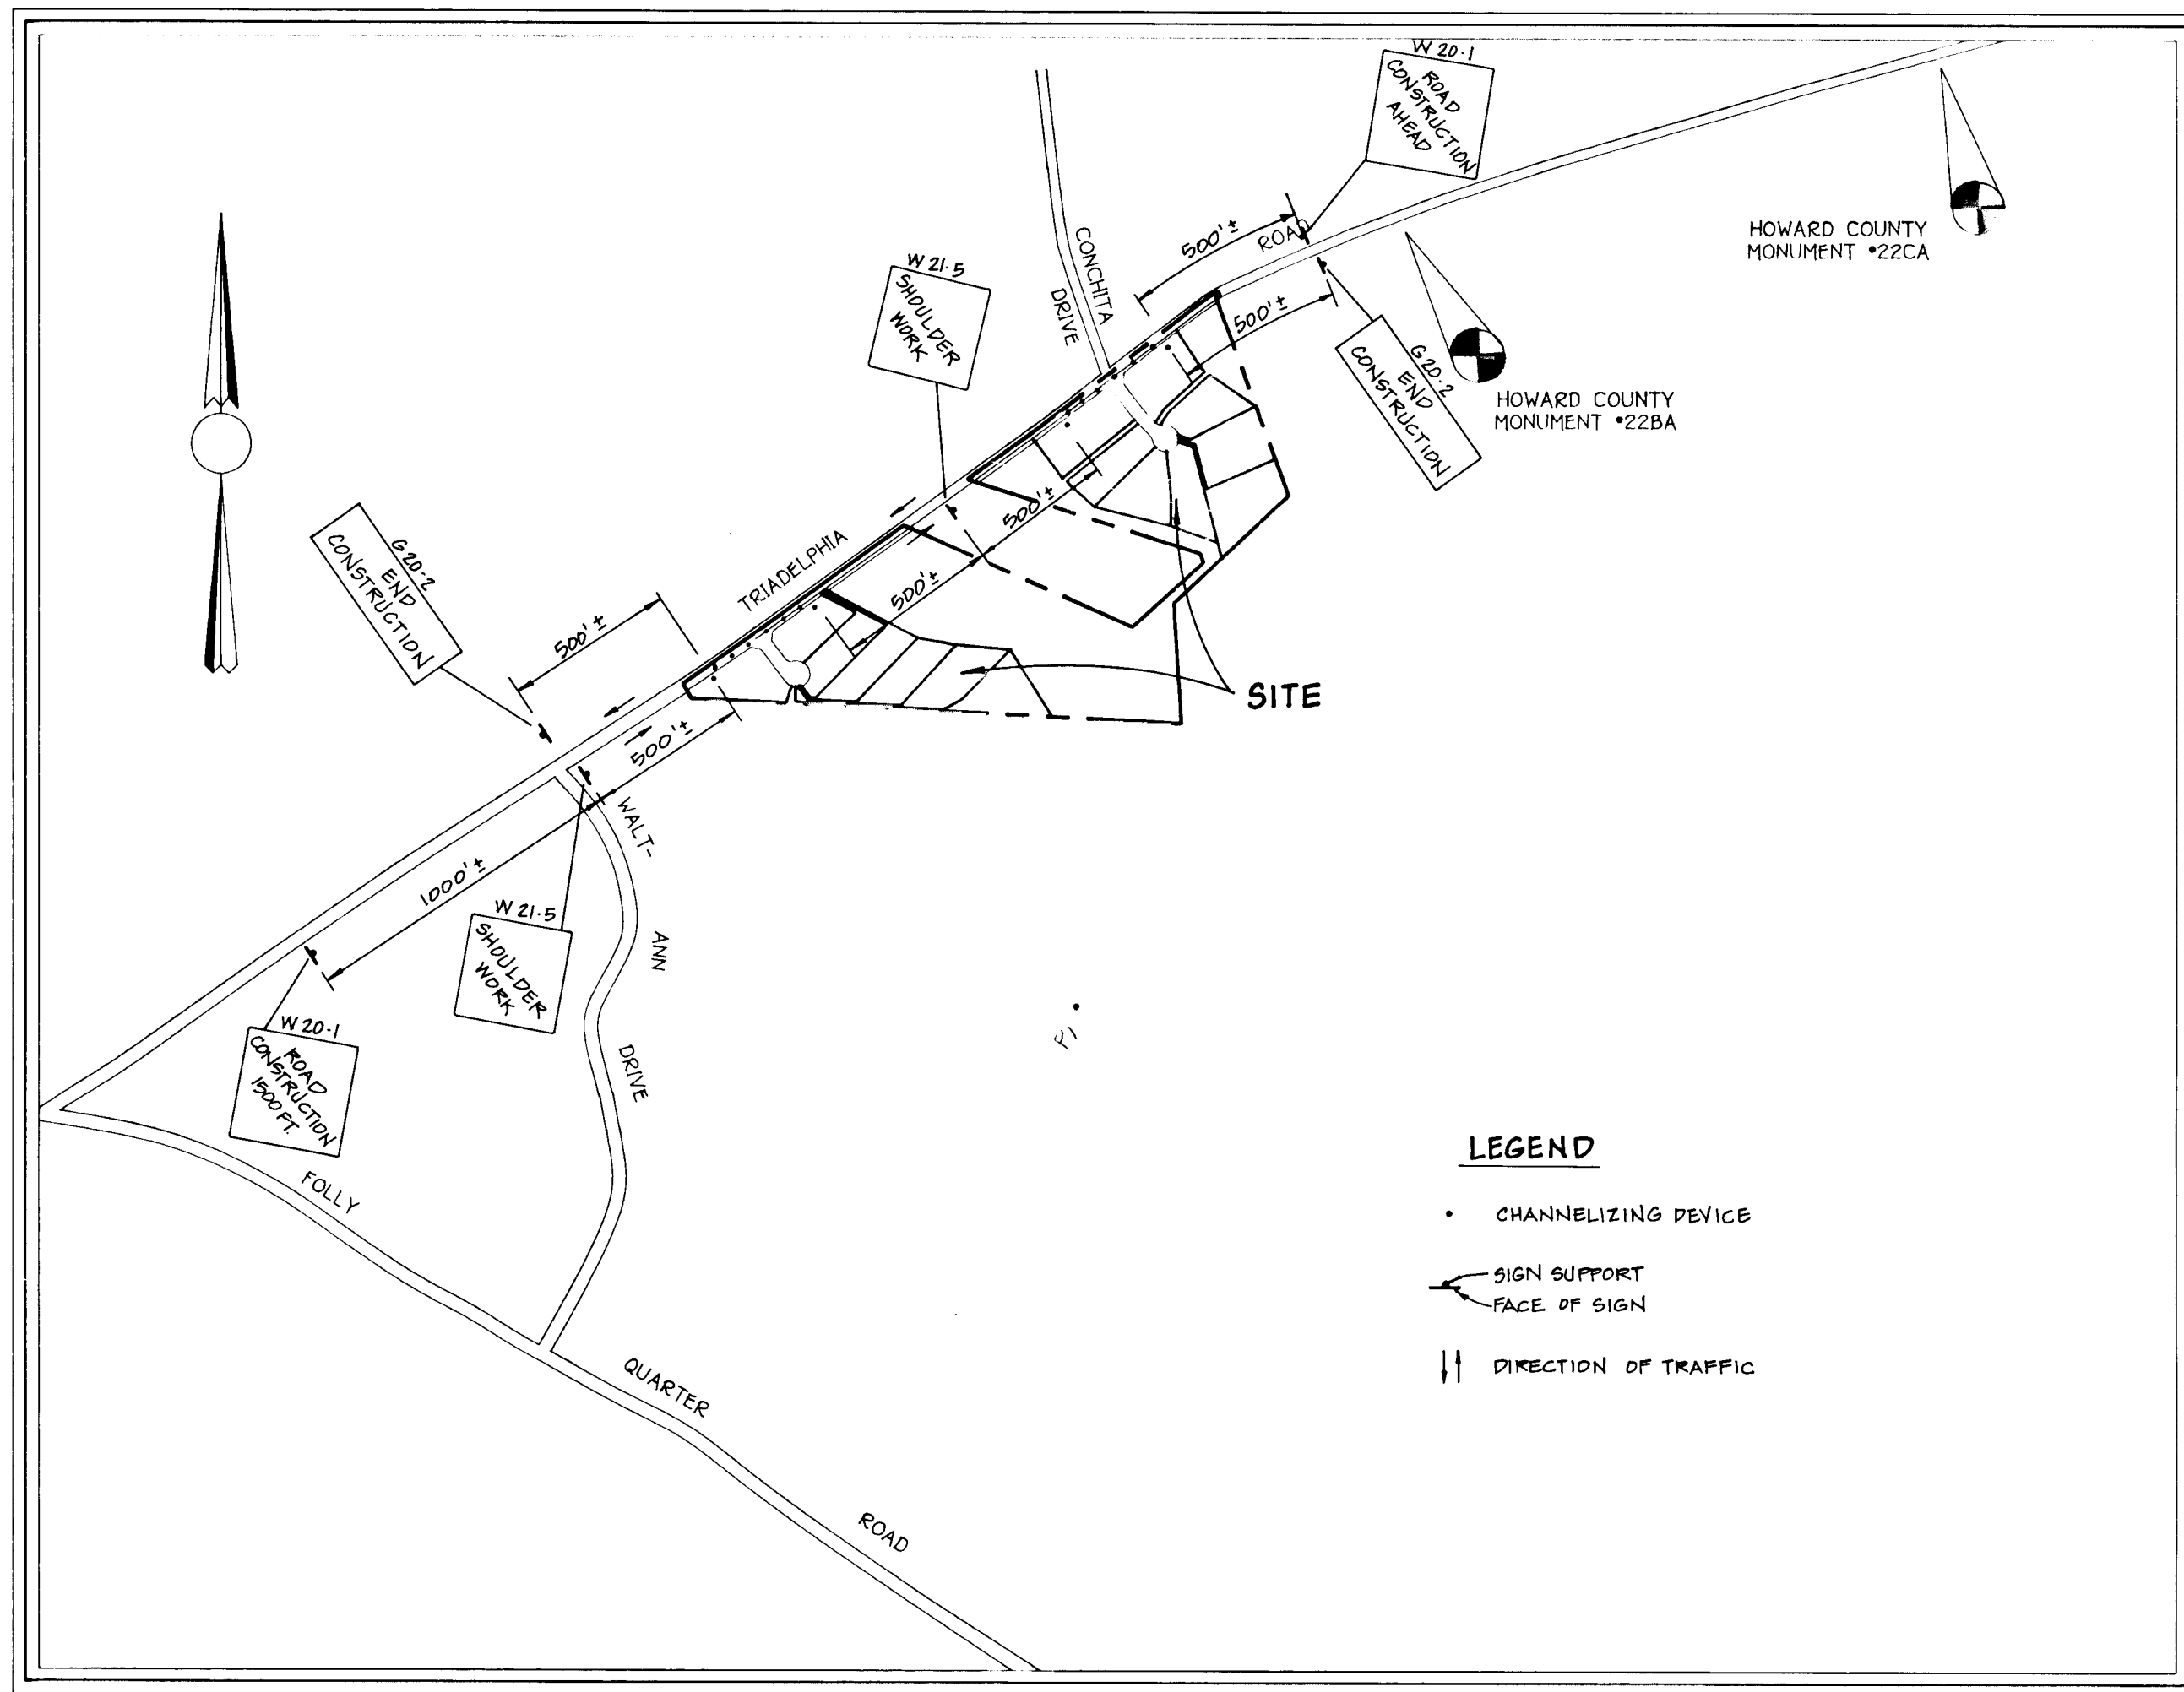 W 20-1
ROAD
CONSTRUCTION
AHEAD
HOWARD COUNTY
MONUMENT •22CA
CONCHITA
DRIVE
500'±
ROAD
W 21-5
SHOULDER
WORK
500'±
G 20-2
END
CONSTRUCTION
HOWARD COUNTY
MONUMENT •22BA
500'±
TRIADELPHIA
500'±
G 20-2
END
CONSTRUCTION
500'±
SITE
500'±
WALT-
ANN
DRIVE
1000'±
W 21-5
SHOULDER
WORK
W 20-1
ROAD
CONSTRUCTION
1500 FT.
P1
FOLLY
QUARTER
ROAD
LEGEND
• CHANNELIZING DEVICE
SIGN SUPPORT
FACE OF SIGN
DIRECTION OF TRAFFIC